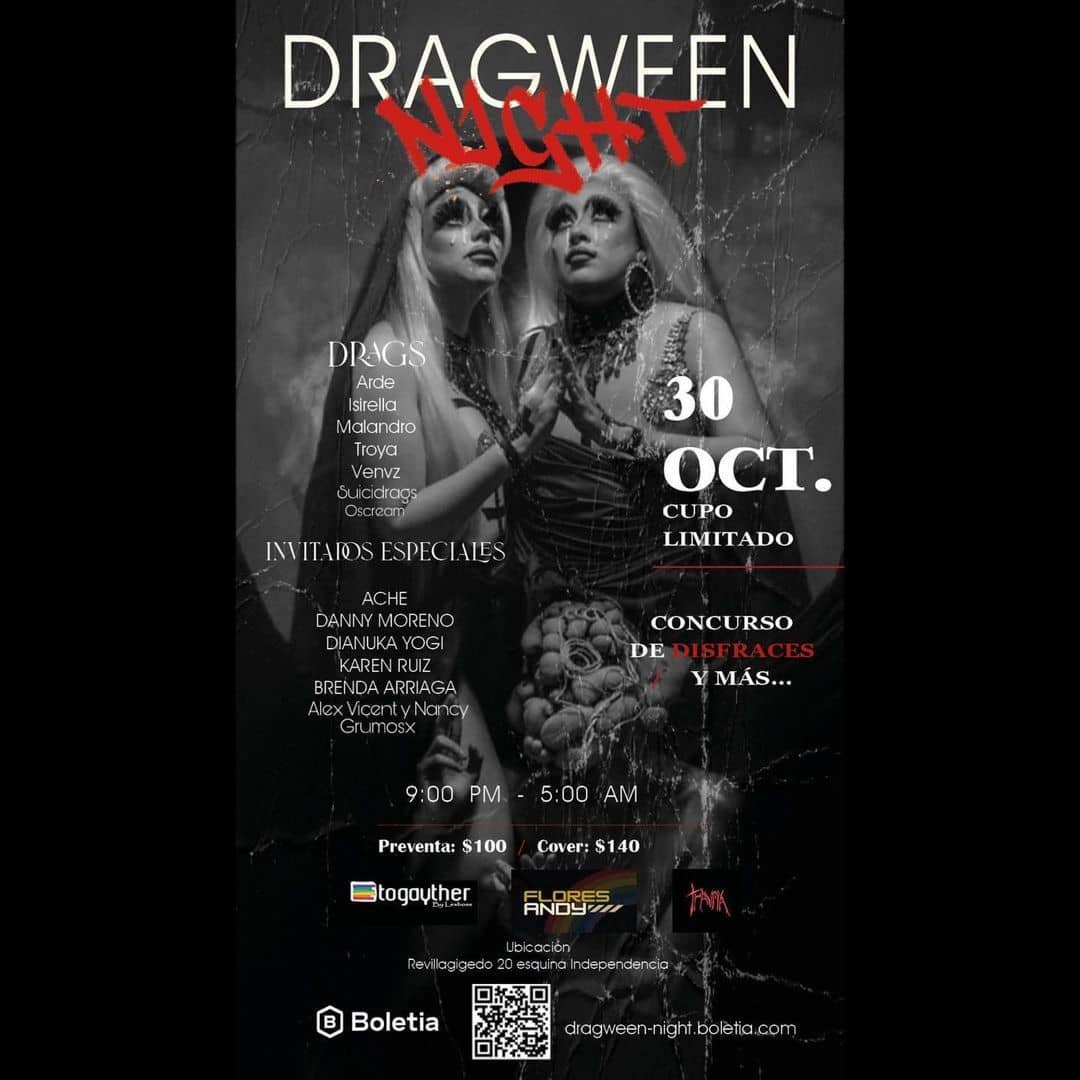 DRAGWEEN
NIGHT
DRAGS
Arde
Isirella
Malandro
Troya
Venvz
Suicidrags
Oscream
INVITADOS ESPECIALES
ACHE
DANNY MORENO
DIANUKA YOGI
KAREN RUIZ
BRENDA ARRIAGA
Alex Vicent y Nancy
Grumosx
30
OCT.
CUPO
LIMITADO
CONCURSO
DE DISFRACES
/ Y MÁS...
9:00 PM - 5:00 AM
Preventa: $100 / Cover: $140
togayther
By Lesboss
FLORES
ANDY
Ubicación
Revillagigedo 20 esquina Independencia
B Boletia
dragween-night.boletia.com